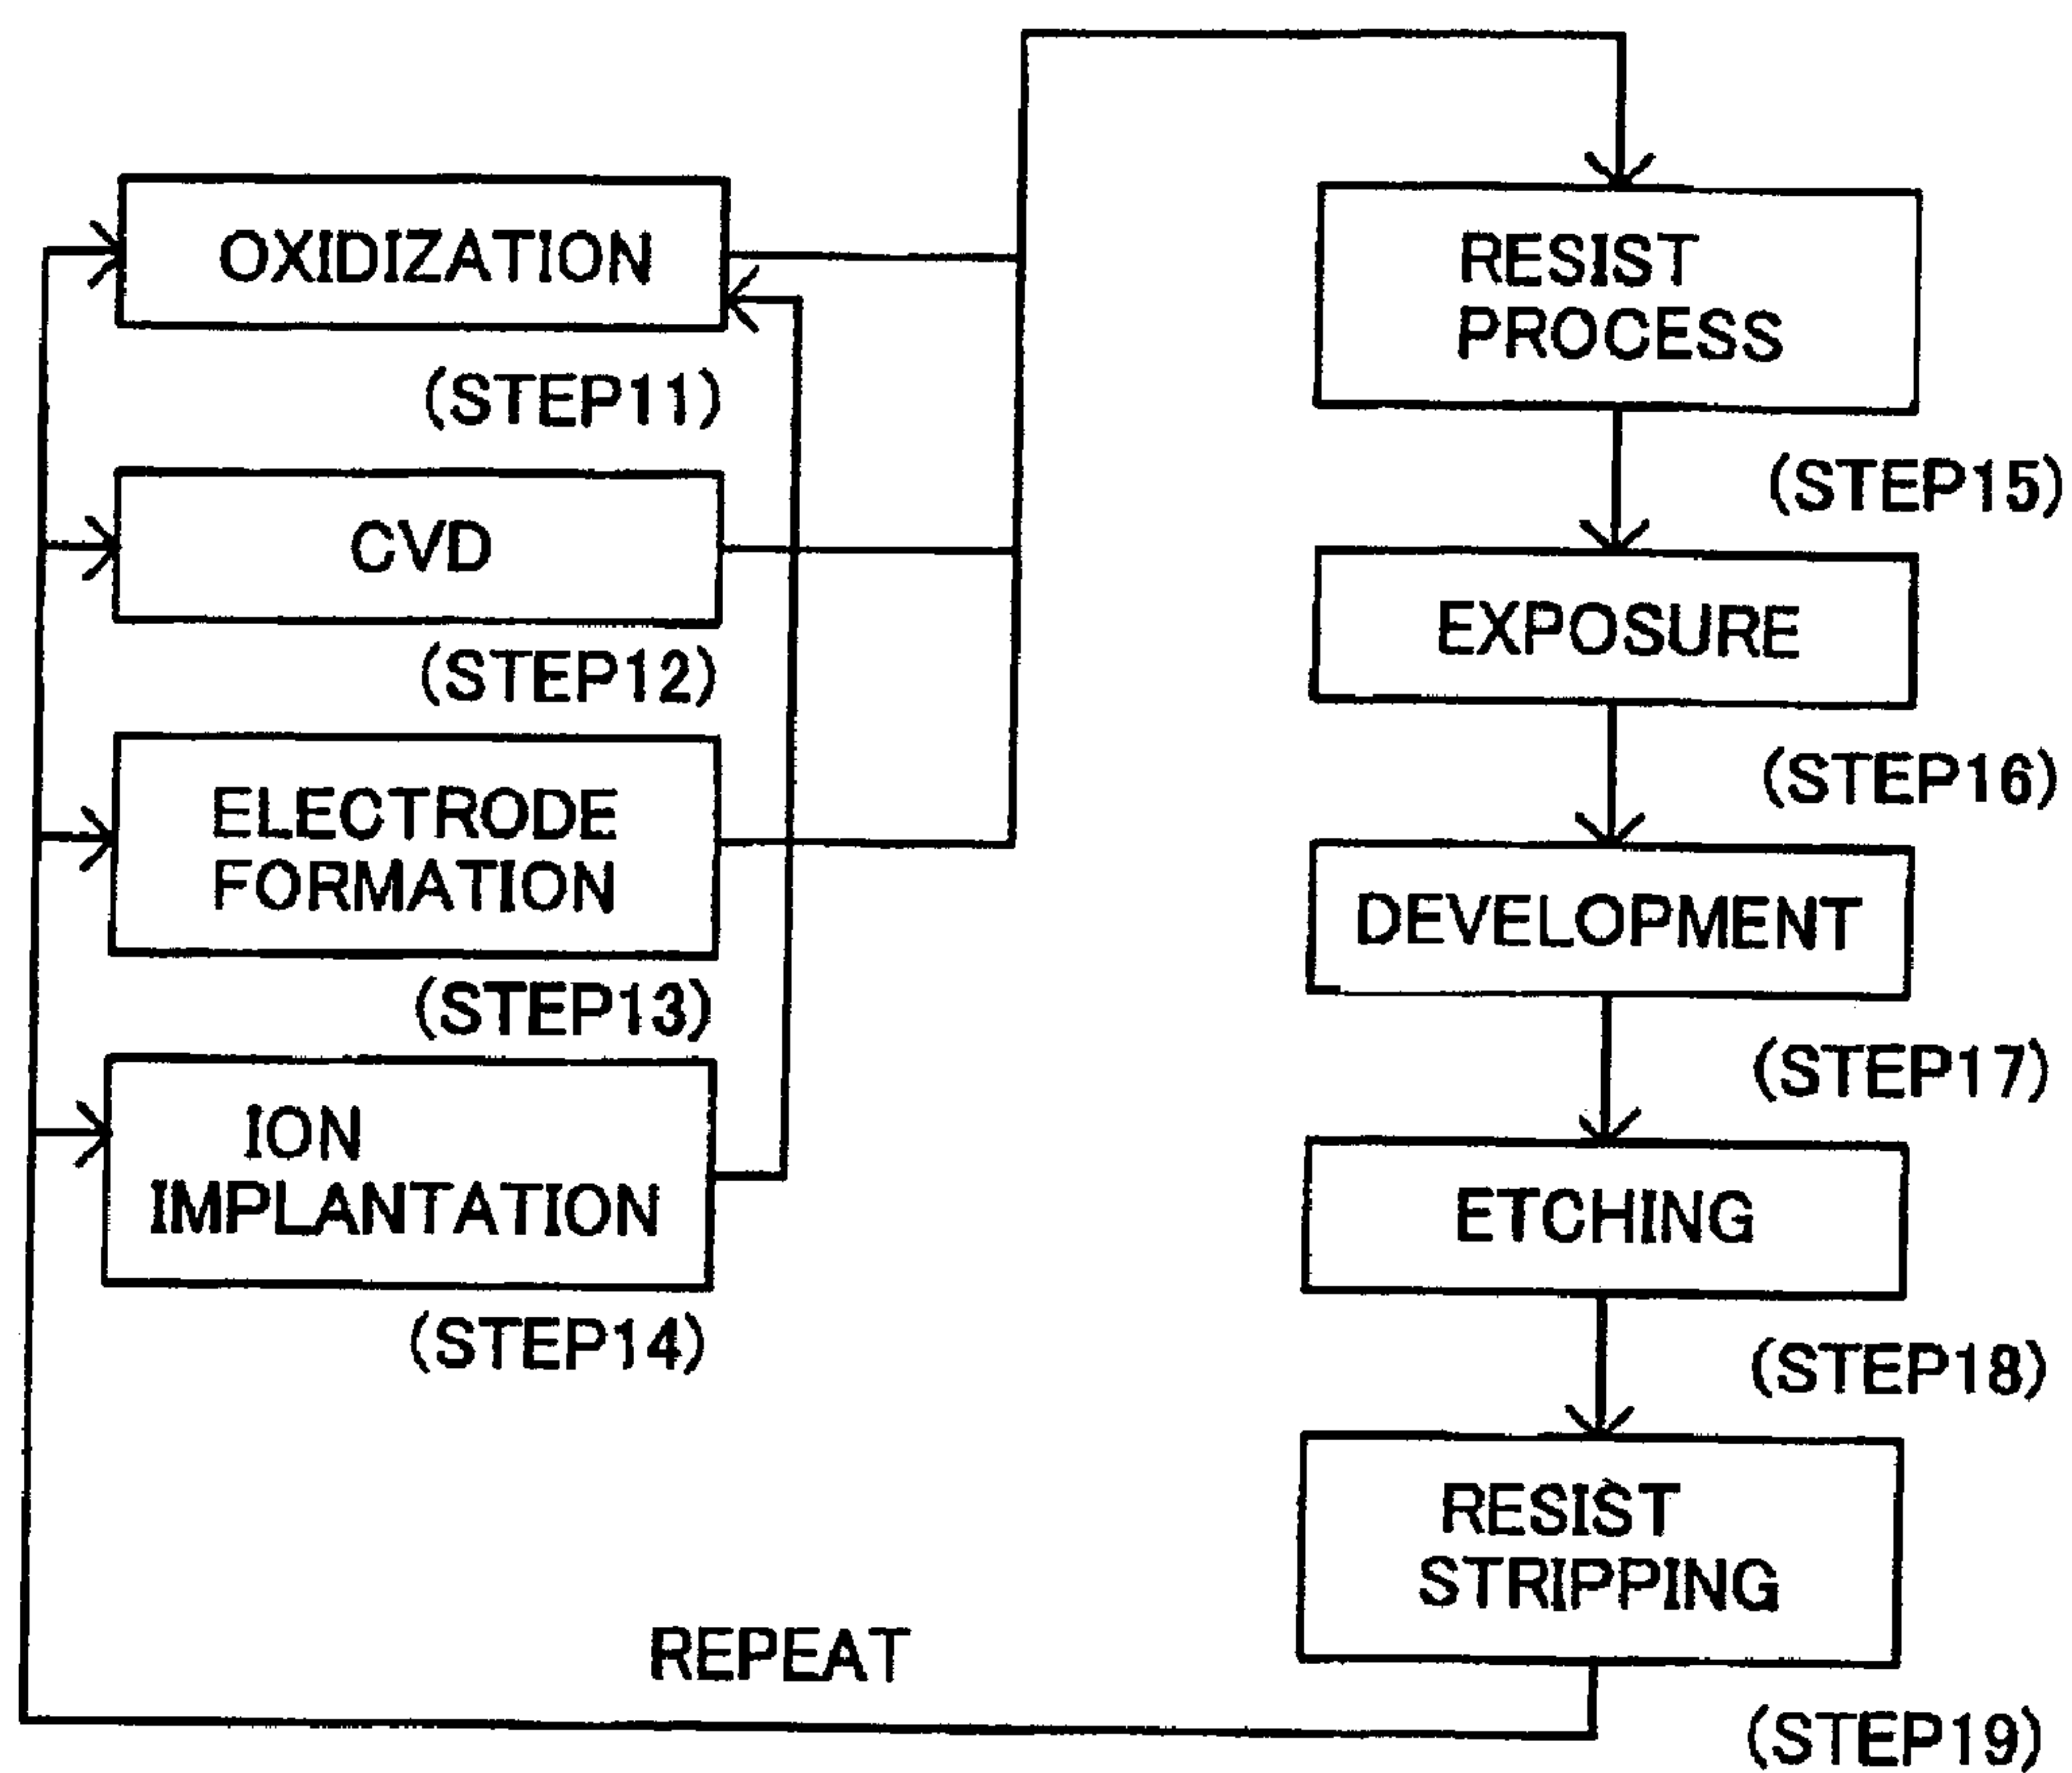 OXIDIZATION
(STEP11)
CVD
(STEP12)
ELECTRODE
FORMATION
(STEP13)
ION
IMPLANTATION
(STEP14)
RESIST
PROCESS
(STEP15)
EXPOSURE
(STEP16)
DEVELOPMENT
(STEP17)
ETCHING
(STEP18)
RESIST
STRIPPING
(STEP19)
REPEAT